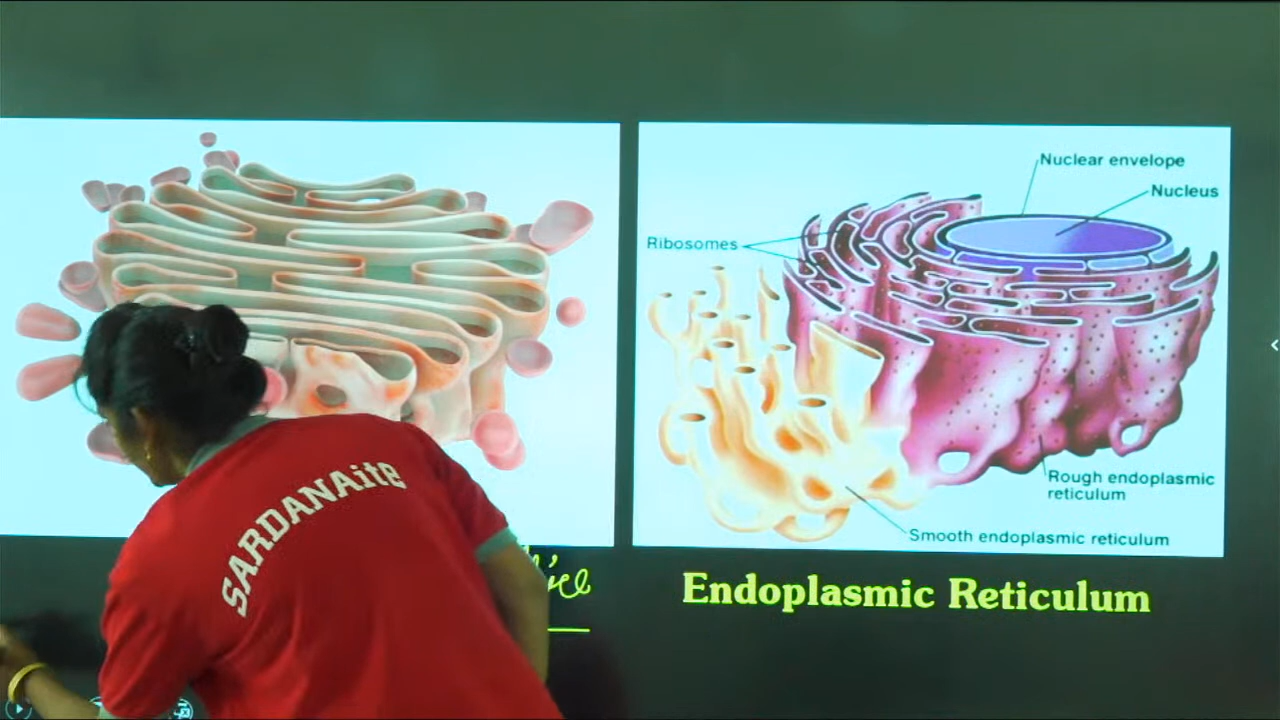 Nuclear envelope
Nucleus
Ribosomes
Rough endoplasmic
reticulum
Smooth endoplasmic reticulum
Endoplasmic Reticulum
SARDANAite